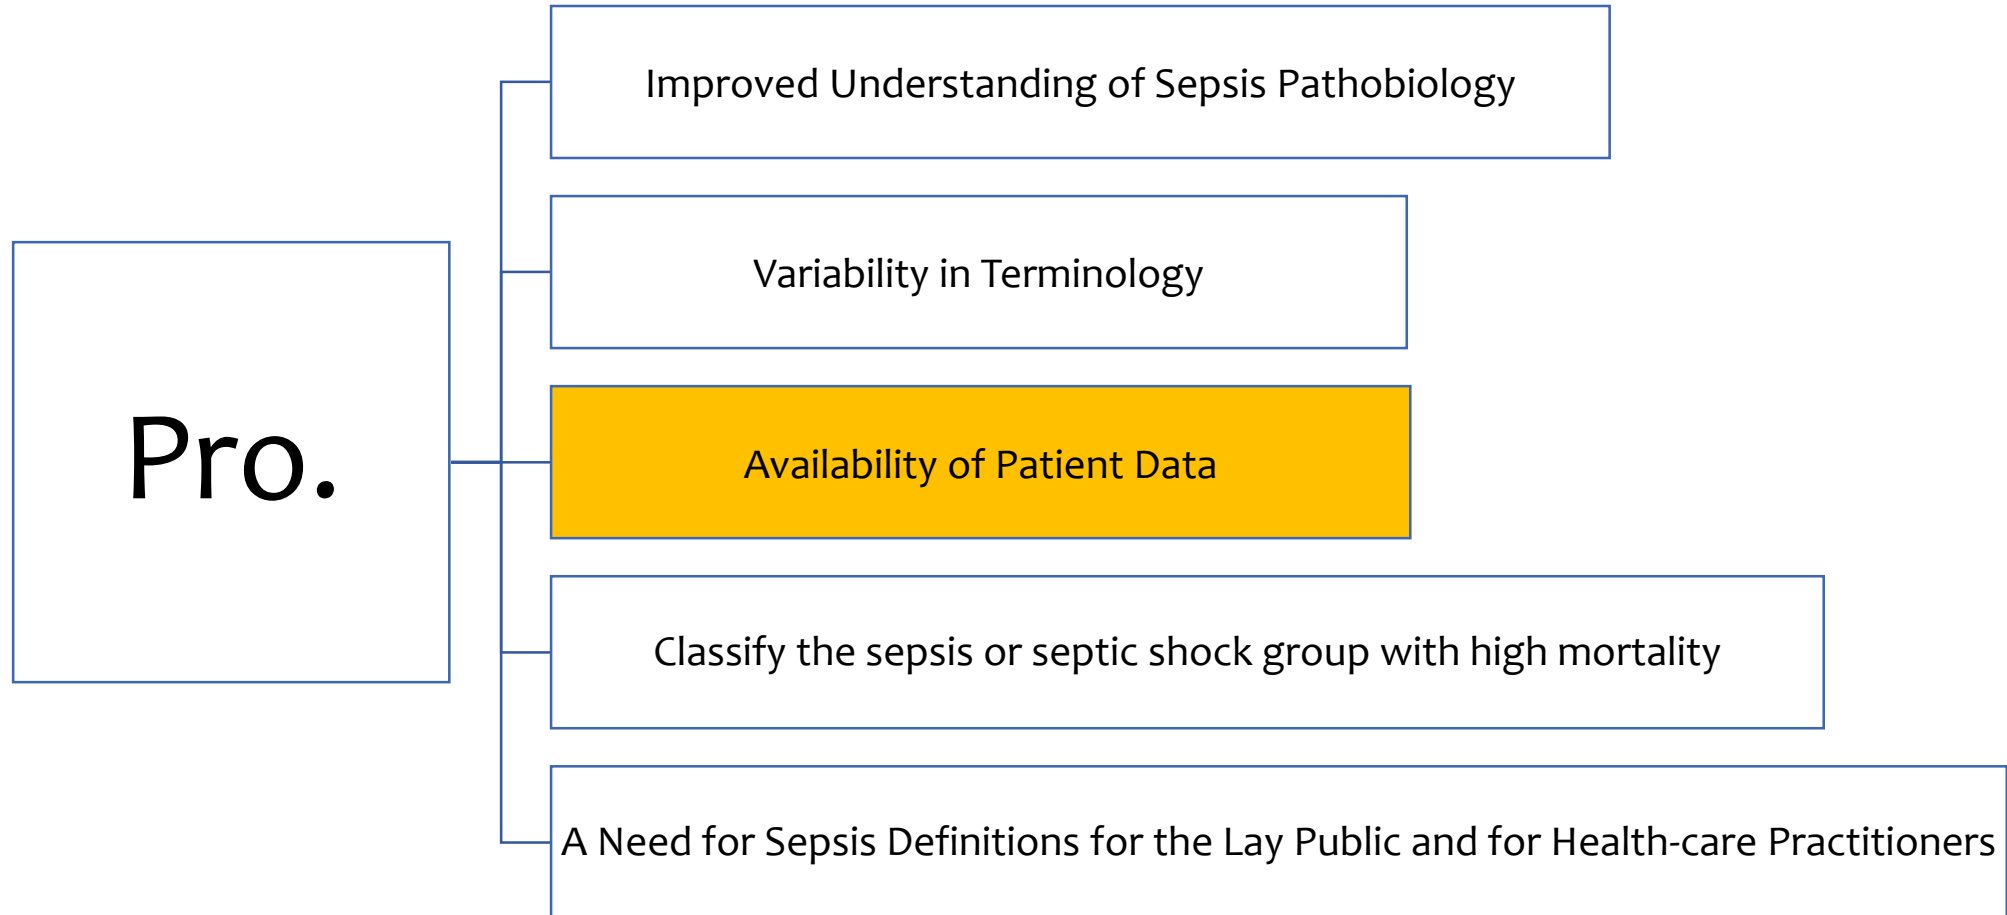 Improved Understanding of Sepsis Pathobiology
Variability in Terminology
Pro.
Availability of Patient Data
Classify the sepsis or septic shock group with high mortality
A Need for Sepsis Definitions for the Lay Public and for Health-care Practitioners